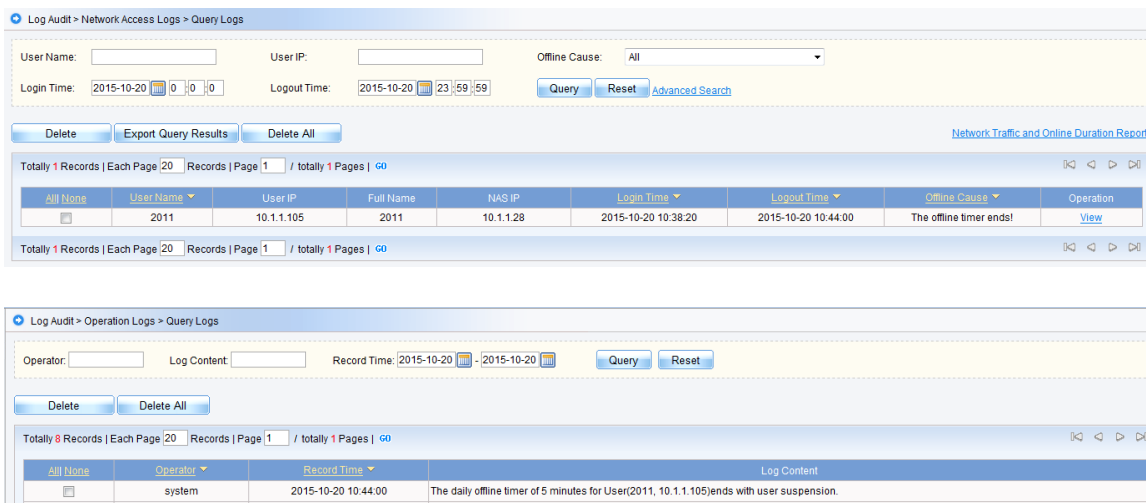 Log Audit > Network Access Logs > Query Logs
User Name: User IP: Offline Cause: All
Login Time: 2015-10-20 0 :0 :0 Logout Time: 2015-10-20 23 :59 :59 Query Reset Advanced Search
Delete Export Query Results Delete All Network Traffic and Online Duration Report
Totally 1 Records | Each Page 20 Records | Page 1 / totally 1 Pages | GO
All| None User Name User IP Full Name NAS IP Login Time Logout Time Offline Cause Operation
2011 10.1.1.105 2011 10.1.1.28 2015-10-20 10:38:20 2015-10-20 10:44:00 The offline timer ends! View
Totally 1 Records | Each Page 20 Records | Page 1 / totally 1 Pages | GO
Log Audit > Operation Logs > Query Logs
Operator: Log Content: Record Time: 2015-10-20 - 2015-10-20 Query Reset
Delete Delete All
Totally 8 Records | Each Page 20 Records | Page 1 / totally 1 Pages | GO
All| None Operator Record Time Log Content
system 2015-10-20 10:44:00 The daily offline timer of 5 minutes for User(2011, 10.1.1.105)ends with user suspension.